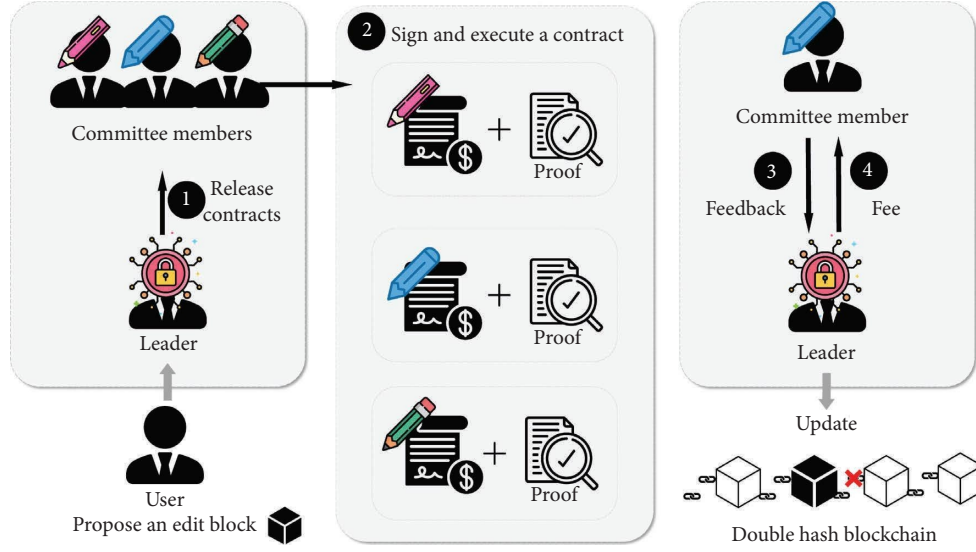 Committee members
1
Release
contracts
Leader
User
Propose an edit block
2 Sign and execute a contract
$
Proof
$
Proof
$
Proof
Committee member
3
4
Feedback
Fee
Leader
Update
Double hash blockchain